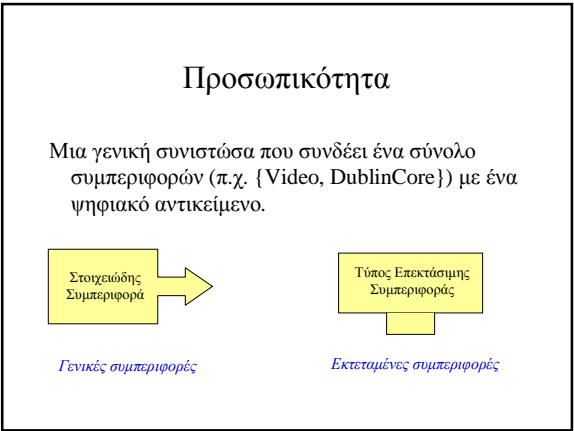 Προσωπικότητα
Μια γενική συνιστώσα που συνδέει ένα σύνολο
συμπεριφορών (π.χ. {Video, DublinCore}) με ένα
ψηφιακό αντικείμενο.
Στοιχειώδης
Συμπεριφορά
Τύπος Επεκτάσιμης
Συμπεριφοράς
Γενικές συμπεριφορές
Εκτεταμένες συμπεριφορές